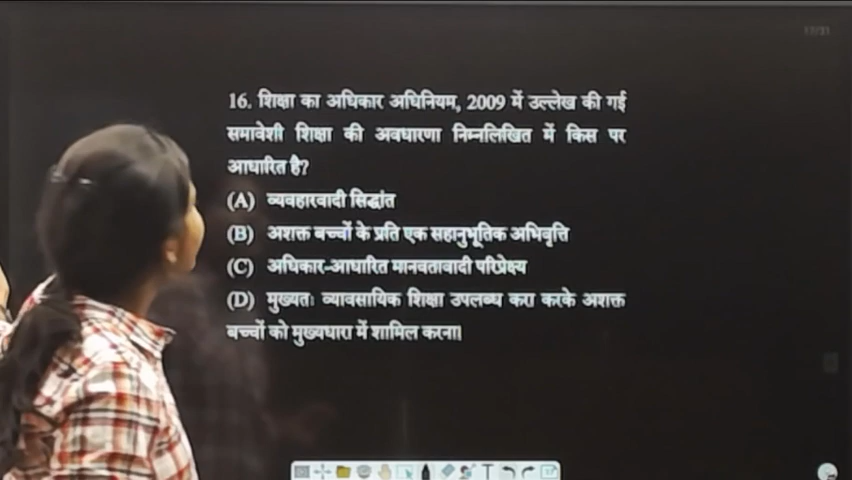 16. शिक्षा का अधिकार अधिनियम, 2009 में उल्लेख की गई
समावेशी शिक्षा की अवधारणा निम्नलिखित में किस पर
आधारित है?
(A) व्यवहारवादी सिद्धांत
(B) अशक्त बच्चों के प्रति एक सहानुभूतिक अभिवृत्ति
(C) अधिकार-आधारित मानवतावादी परिप्रेक्ष्य
(D) मुख्यतः व्यावसायिक शिक्षा उपलब्ध करा करके अशक्त
बच्चों को मुख्यधारा में शामिल करना।